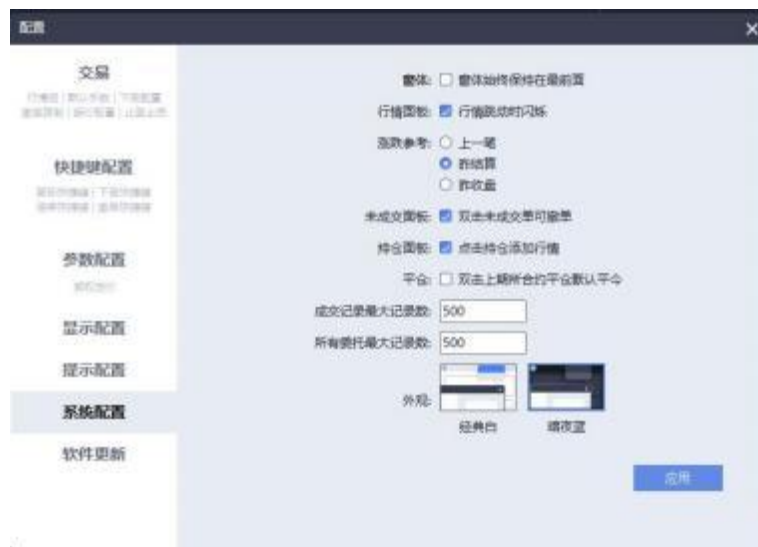 配置
交易
快捷键配置
参数配置
显示配置
提示配置
系统配置
软件更新
窗体: 窗体始终保持在最前面
行情面板: 行情跳动时闪烁
涨跌参考: 上一笔
昨结算
昨收盘
未成交面板: 双击未成交单可撤单
持仓面板: 点击持仓添加行情
平仓: 双击上期所合约平仓默认平今
成交记录最大记录数: 500
所有委托最大记录数: 500
外观:
经典白 暗夜蓝
应用